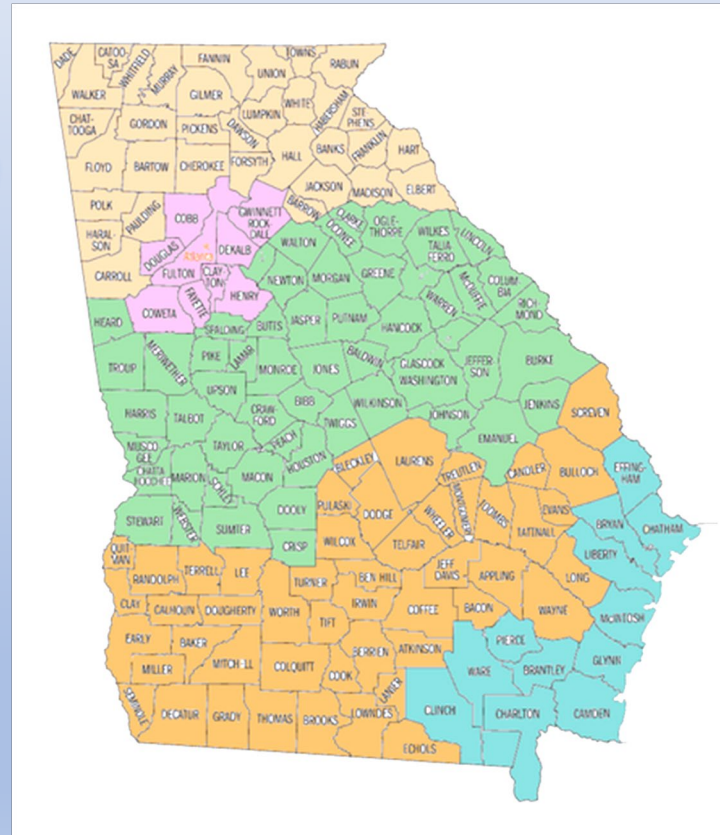 DADE
CATOO-
SA
WHITFIELD
MURRAY
FANNIN
TOWNS
RABUN
UNION
WALKER
GILMER
WHITE
HABERSHAM
LUMPKIN
STE-
PHENS
CHAT-
TOOGA
GORDON
PICKENS
DAWSON
HALL
BANKS
FRANKLIN
HART
FLOYD
BARTOW
CHEROKEE
FORSYTH
JACKSON
MADISON
ELBERT
POLK
PAULDING
COBB
GWINNETT
BARROW
CLARKE
OCONEE
OGLE-
THORPE
WILKES
LINCOLN
HARAL-
SON
DOUGLAS
DEKALB
ROCK
DALE
WALTON
TALIA-
FERRO
CARROLL
FULTON
CLAY-
TON
HENRY
NEWTON
MORGAN
GREENE
WARREN
MCDUFFIE
COLUM
BIA
RICH-
MOND
HEARD
COWETA
FAYETTE
SPALDING
BUTTS
JASPER
PUTNAM
HANCOCK
TROUP
MERIWETHER
PIKE
LAMAR
MONROE
JONES
BALDWIN
GLASCOCK
WASHINGTON
JEFFER-
SON
BURKE
UPSON
HARRIS
TALBOT
CRAW-
FORD
BIBB
TWIGGS
WILKINSON
JOHNSON
JENKINS
SCREVEN
MUSCO
GEE
TAYLOR
PEACH
HOUSTON
EMANUEL
CHATTA
HOOCHEE
MARION
SCHLEY
MACON
BLECKLEY
LAURENS
TREUTLEN
CANDLER
BULLOCH
EFFING-
HAM
STEWART
WEBSTER
SUMTER
DOOLY
PULASKI
DODGE
WHEELER
MONTGOMERY
TOOMBS
EVANS
TATTNALL
BRYAN
CHATHAM
CRISP
WILCOX
TELFAIR
LIBERTY
QUIT-
MAN
RANDOLPH
TERRELL
LEE
TURNER
BEN HILL
JEFF
DAVIS
APPLING
LONG
CLAY
CALHOUN
DOUGHERTY
WORTH
TIFT
IRWIN
COFFEE
BACON
WAYNE
McINTOSH
EARLY
BAKER
BERRIEN
ATKINSON
PIERCE
MILLER
MITCHELL
COLQUITT
COOK
WARE
BRANTLEY
GLYNN
SEMINOLE
DECATUR
GRADY
THOMAS
BROOKS
LOWNDES
LANIER
CLINCH
CHARLTON
CAMDEN
ECHOLS